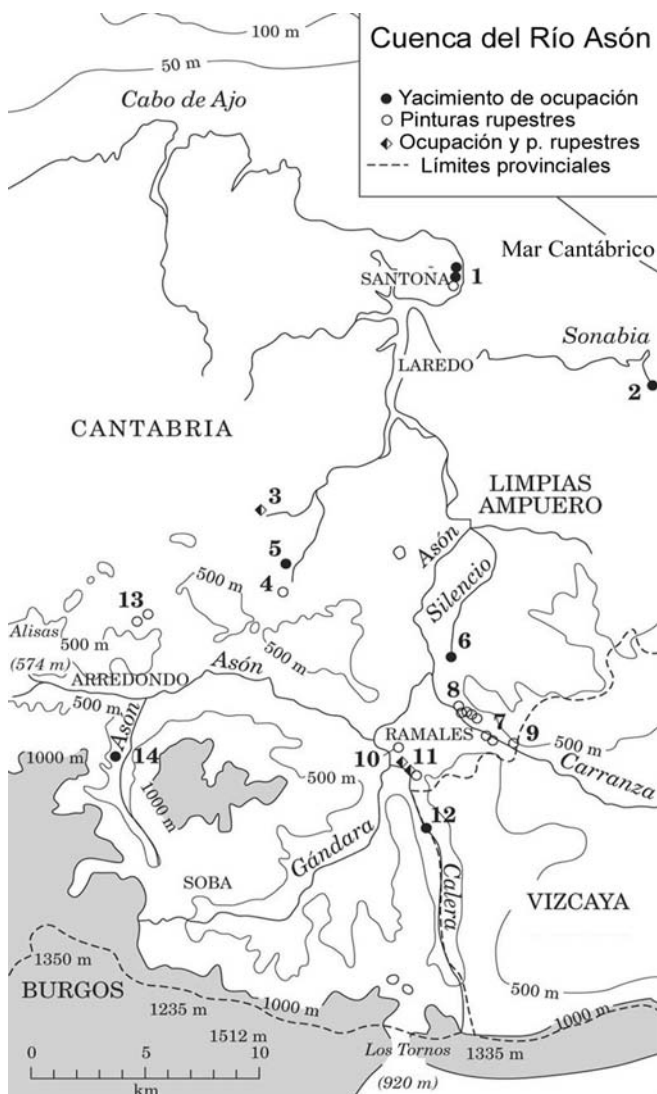 100 m
50 m
Cabo de Ajo
Cuenca del Río Asón
Yacimiento de ocupación
Pinturas rupestres
Ocupación y p. rupestres
Límites provinciales
Mar Cantábrico
SANTOÑA
1
Sonabia
LAREDO
2
CANTABRIA
3
LIMPIAS
AMPUERO
Asón
5
4
500 m
Silencio
13
Alisas
500 m
(574 m)
500 m
6
ARREDONDO
Asón
500 m
8
7
9
RAMALES
500 m
10
11
Carranza
1000 m
Asón
14
1000 m
500 m
12
Gándara
Calera
SOBA
VIZCAYA
1350 m
BURGOS
1235 m
1000 m
500 m
1512 m
1000 m
Los Tornos
1335 m
(920 m)
0
5
10
km